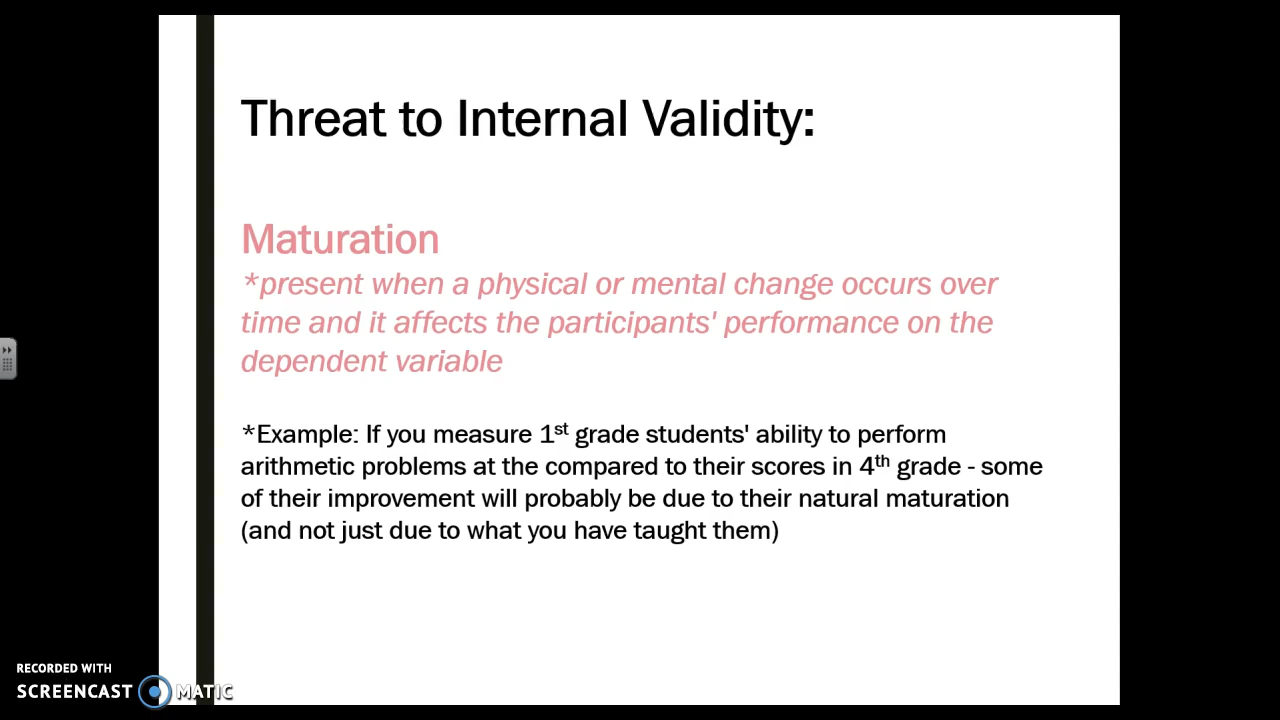 Threat to Internal Validity:
Maturation
*present when a physical or mental change occurs over
time and it affects the participants' performance on the
dependent variable
*Example: If you measure 1st grade students' ability to perform
arithmetic problems at the compared to their scores in 4th grade - some
of their improvement will probably be due to their natural maturation
(and not just due to what you have taught them)
RECORDED WITH
SCREENCAST MATIC